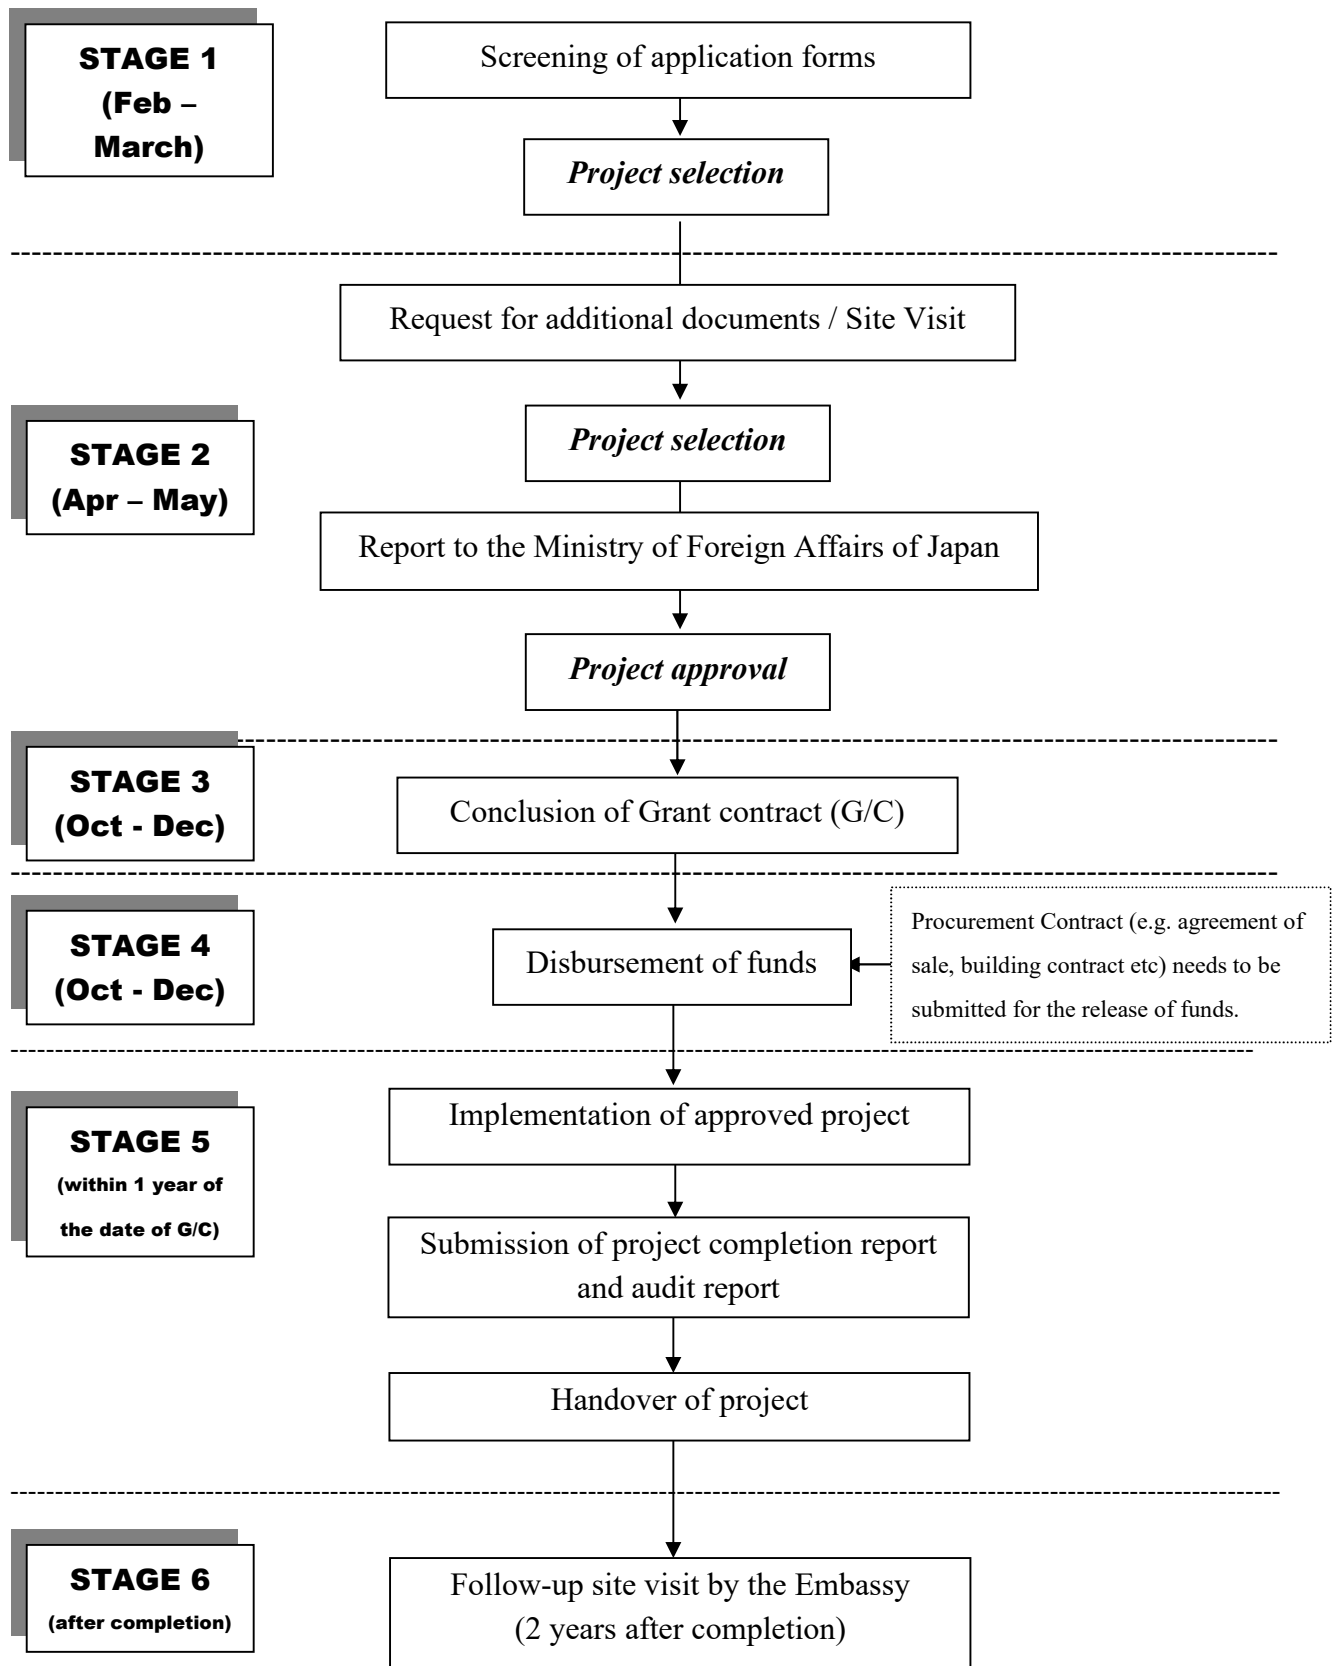 STAGE 1
(Feb –
March)
Screening of application forms
Project selection
Request for additional documents / Site Visit
STAGE 2
(Apr – May)
Project selection
Report to the Ministry of Foreign Affairs of Japan
Project approval
STAGE 3
(Oct - Dec)
Conclusion of Grant contract (G/C)
STAGE 4
(Oct - Dec)
Disbursement of funds
Procurement Contract (e.g. agreement of
sale, building contract etc) needs to be
submitted for the release of funds.
STAGE 5
(within 1 year of
the date of G/C)
Implementation of approved project
Submission of project completion report
and audit report
Handover of project
STAGE 6
(after completion)
Follow-up site visit by the Embassy
(2 years after completion)